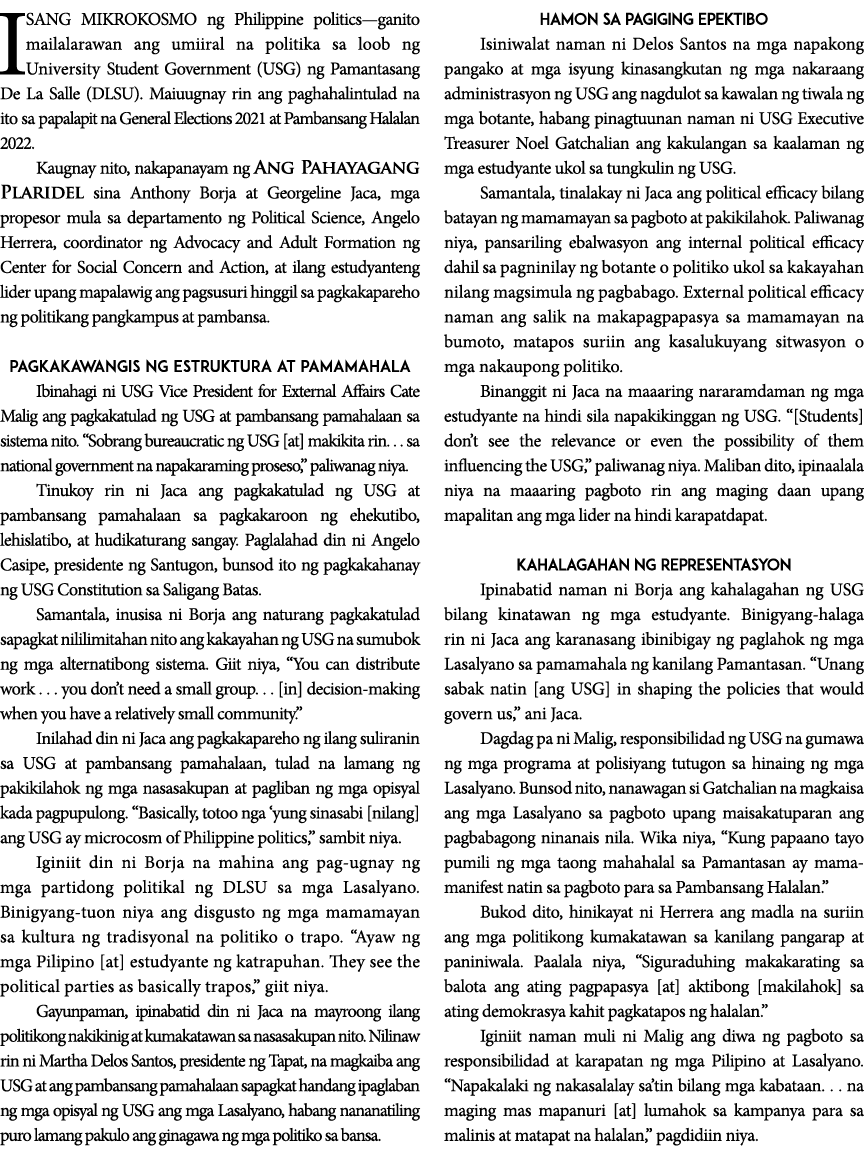 ISANG MIKROKOSMO ng Philippine politics—ganito
mailalarawan ang umiiral na politika sa loob ng
University Student Government (USG) ng Pamantasang
De La Salle (DLSU). Maiuugnay rin ang paghahalintulad na
ito sa papalapit na General Elections 2021 at Pambansang Halalan
2022.
Kaugnay nito, nakapanayam ng ANG PAHAYAGANG
PLARIDEL sina Anthony Borja at Georgeline Jaca, mga
propesor mula sa departamento ng Political Science, Angelo
Herrera, coordinator ng Advocacy and Adult Formation ng
Center for Social Concern and Action, at ilang estudyanteng
lider upang mapalawig ang pagsusuri hinggil sa pagkakapareho
ng politikang pangkampus at pambansa.
PAGKAKAWANGIS NG ESTRUKTURA AT PAMAMAHALA
Ibinahagi ni USG Vice President for External Affairs Cate
Malig ang pagkakatulad ng USG at pambansang pamahalaan sa
sistema nito. “Sobrang bureaucratic ng USG [at] makikita rin. . . sa
national government na napakaraming proseso,” paliwanag niya.
Tinukoy rin ni Jaca ang pagkakatulad ng USG at
pambansang pamahalaan sa pagkakaroon ng ehekutibo,
lehislatibo, at hudikaturang sangay. Paglalahad din ni Angelo
Casipe, presidente ng Santugon, bunsod ito ng pagkakahanay
ng USG Constitution sa Saligang Batas.
Samantala, inusisa ni Borja ang naturang pagkakatulad
sapagkat nililimitahan nito ang kakayahan ng USG na sumubok
ng mga alternatibong sistema. Giit niya, “You can distribute
work . . . you don’t need a small group. . . [in] decision-making
when you have a relatively small community.”
Inilahad din ni Jaca ang pagkakapareho ng ilang suliranin
sa USG at pambansang pamahalaan, tulad na lamang ng
pakikilahok ng mga nasasakupan at pagliban ng mga opisyal
kada pagpupulong. “Basically, totoo nga ‘yung sinasabi [nilang]
ang USG ay microcosm of Philippine politics,” sambit niya.
Iginiit din ni Borja na mahina ang pag-ugnay ng
mga partidong politikal ng DLSU sa mga Lasalyano.
Binigyang-tuon niya ang disgusto ng mga mamamayan
sa kultura ng tradisyonal na politiko o trapo. “Ayaw ng
mga Pilipino [at] estudyante ng katrapuhan. They see the
political parties as basically trapos,” giit niya.
Gayunpaman, ipinabatid din ni Jaca na mayroong ilang
politikong nakikinig at kumakatawan sa nasasakupan nito. Nilinaw
rin ni Martha Delos Santos, presidente ng Tapat, na magkaiba ang
USG at ang pambansang pamahalaan sapagkat handang ipaglaban
ng mga opisyal ng USG ang mga Lasalyano, habang nananatiling
puro lamang pakulo ang ginagawa ng mga politiko sa bansa.
HAMON SA PAGIGING EPEKTIBO
Isiniwalat naman ni Delos Santos na mga napakong
pangako at mga isyung kinasangkutan ng mga nakaraang
administrasyon ng USG ang nagdulot sa kawalan ng tiwala ng
mga botante, habang pinagtuunan naman ni USG Executive
Treasurer Noel Gatchalian ang kakulangan sa kaalaman ng
mga estudyante ukol sa tungkulin ng USG.
Samantala, tinalakay ni Jaca ang political efficacy bilang
batayan ng mamamayan sa pagboto at pakikilahok. Paliwanag
niya, pansariling ebalwasyon ang internal political efficacy
dahil sa pagninilay ng botante o politiko ukol sa kakayahan
nilang magsimula ng pagbabago. External political efficacy
naman ang salik na makapagpapasya sa mamamayan na
bumoto, matapos suriin ang kasalukuyang sitwasyon o
mga nakaupong politiko.
Binanggit ni Jaca na maaaring nararamdaman ng mga
estudyante na hindi sila napakikinggan ng USG. “[Students]
don’t see the relevance or even the possibility of them
influencing the USG,” paliwanag niya. Maliban dito, ipinaalala
niya na maaaring pagboto rin ang maging daan upang
mapalitan ang mga lider na hindi karapatdapat.
KAHALAGAHAN NG REPRESENTASYON
Ipinabatid naman ni Borja ang kahalagahan ng USG
bilang kinatawan ng mga estudyante. Binigyang-halaga
rin ni Jaca ang karanasang ibinibigay ng paglahok ng mga
Lasalyano sa pamamahala ng kanilang Pamantasan. “Unang
sabak natin [ang USG] in shaping the policies that would
govern us,” ani Jaca.
Dagdag pa ni Malig, responsibilidad ng USG na gumawa
ng mga programa at polisiyang tutugon sa hinaing ng mga
Lasalyano. Bunsod nito, nanawagan si Gatchalian na magkaisa
ang mga Lasalyano sa pagboto upang maisakatuparan ang
pagbabagong ninanais nila. Wika niya, “Kung papaano tayo
pumili ng mga taong mahahalal sa Pamantasan ay mama-
manifest natin sa pagboto para sa Pambansang Halalan.”
Bukod dito, hinikayat ni Herrera ang madla na suriin
ang mga politikong kumakatawan sa kanilang pangarap at
paniniwala. Paalala niya, “Siguraduhing makakarating sa
balota ang ating pagpapasya [at] aktibong [makilahok] sa
ating demokrasya kahit pagkatapos ng halalan.”
Iginiit naman muli ni Malig ang diwa ng pagboto sa
responsibilidad at karapatan ng mga Pilipino at Lasalyano.
“Napakalaki ng nakasalalay sa’tin bilang mga kabataan. . . na
maging mas mapanuri [at] lumahok sa kampanya para sa
malinis at matapat na halalan,” pagdidiin niya.